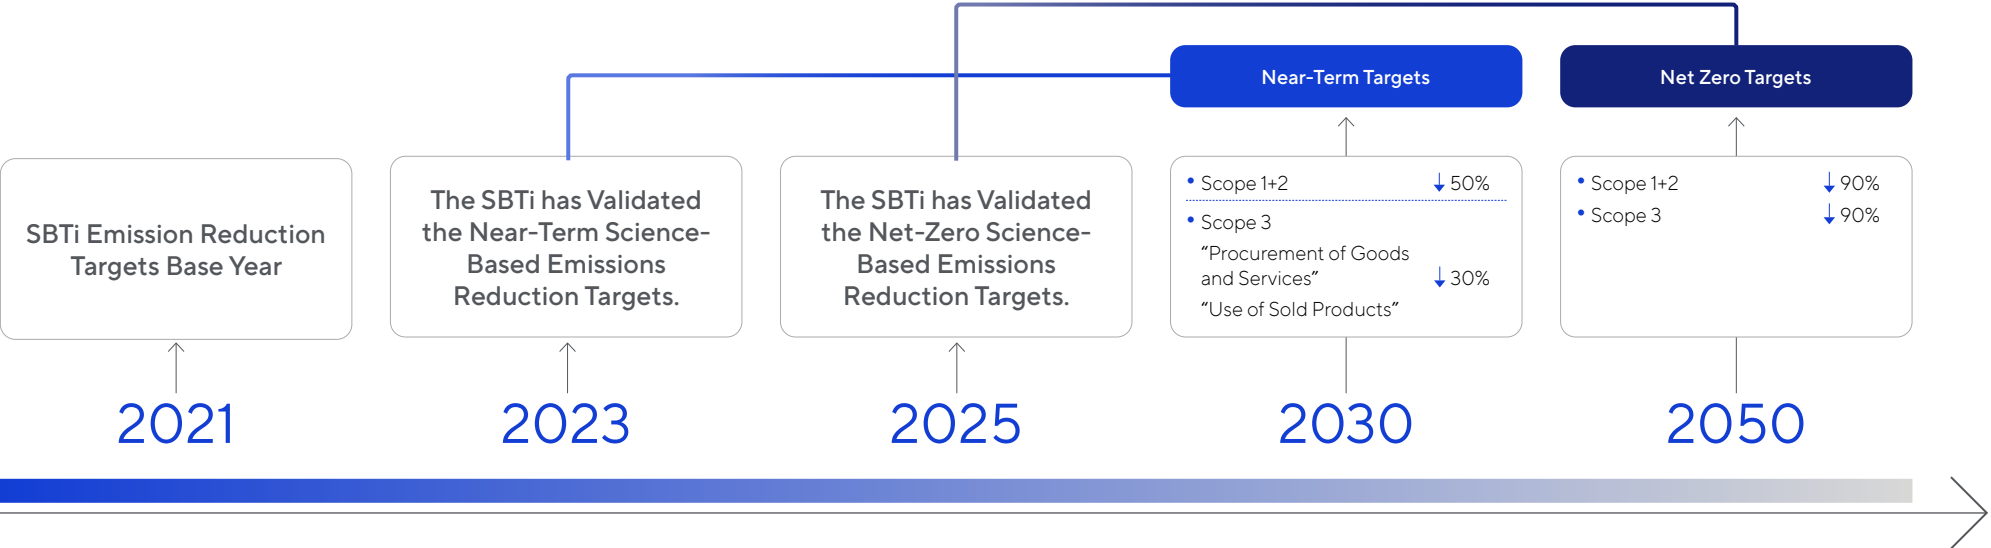 Near-Term Targets
Net Zero Targets
SBTi Emission Reduction
Targets Base Year
The SBTi has Validated
the Near-Term Science-
Based Emissions
Reduction Targets.
The SBTi has Validated
the Net-Zero Science-
Based Emissions
Reduction Targets.
• Scope 1+2 ↓ 50%
• Scope 3
“Procurement of Goods
and Services” ↓ 30%
“Use of Sold Products”
• Scope 1+2 ↓ 90%
• Scope 3 ↓ 90%
2021
2023
2025
2030
2050